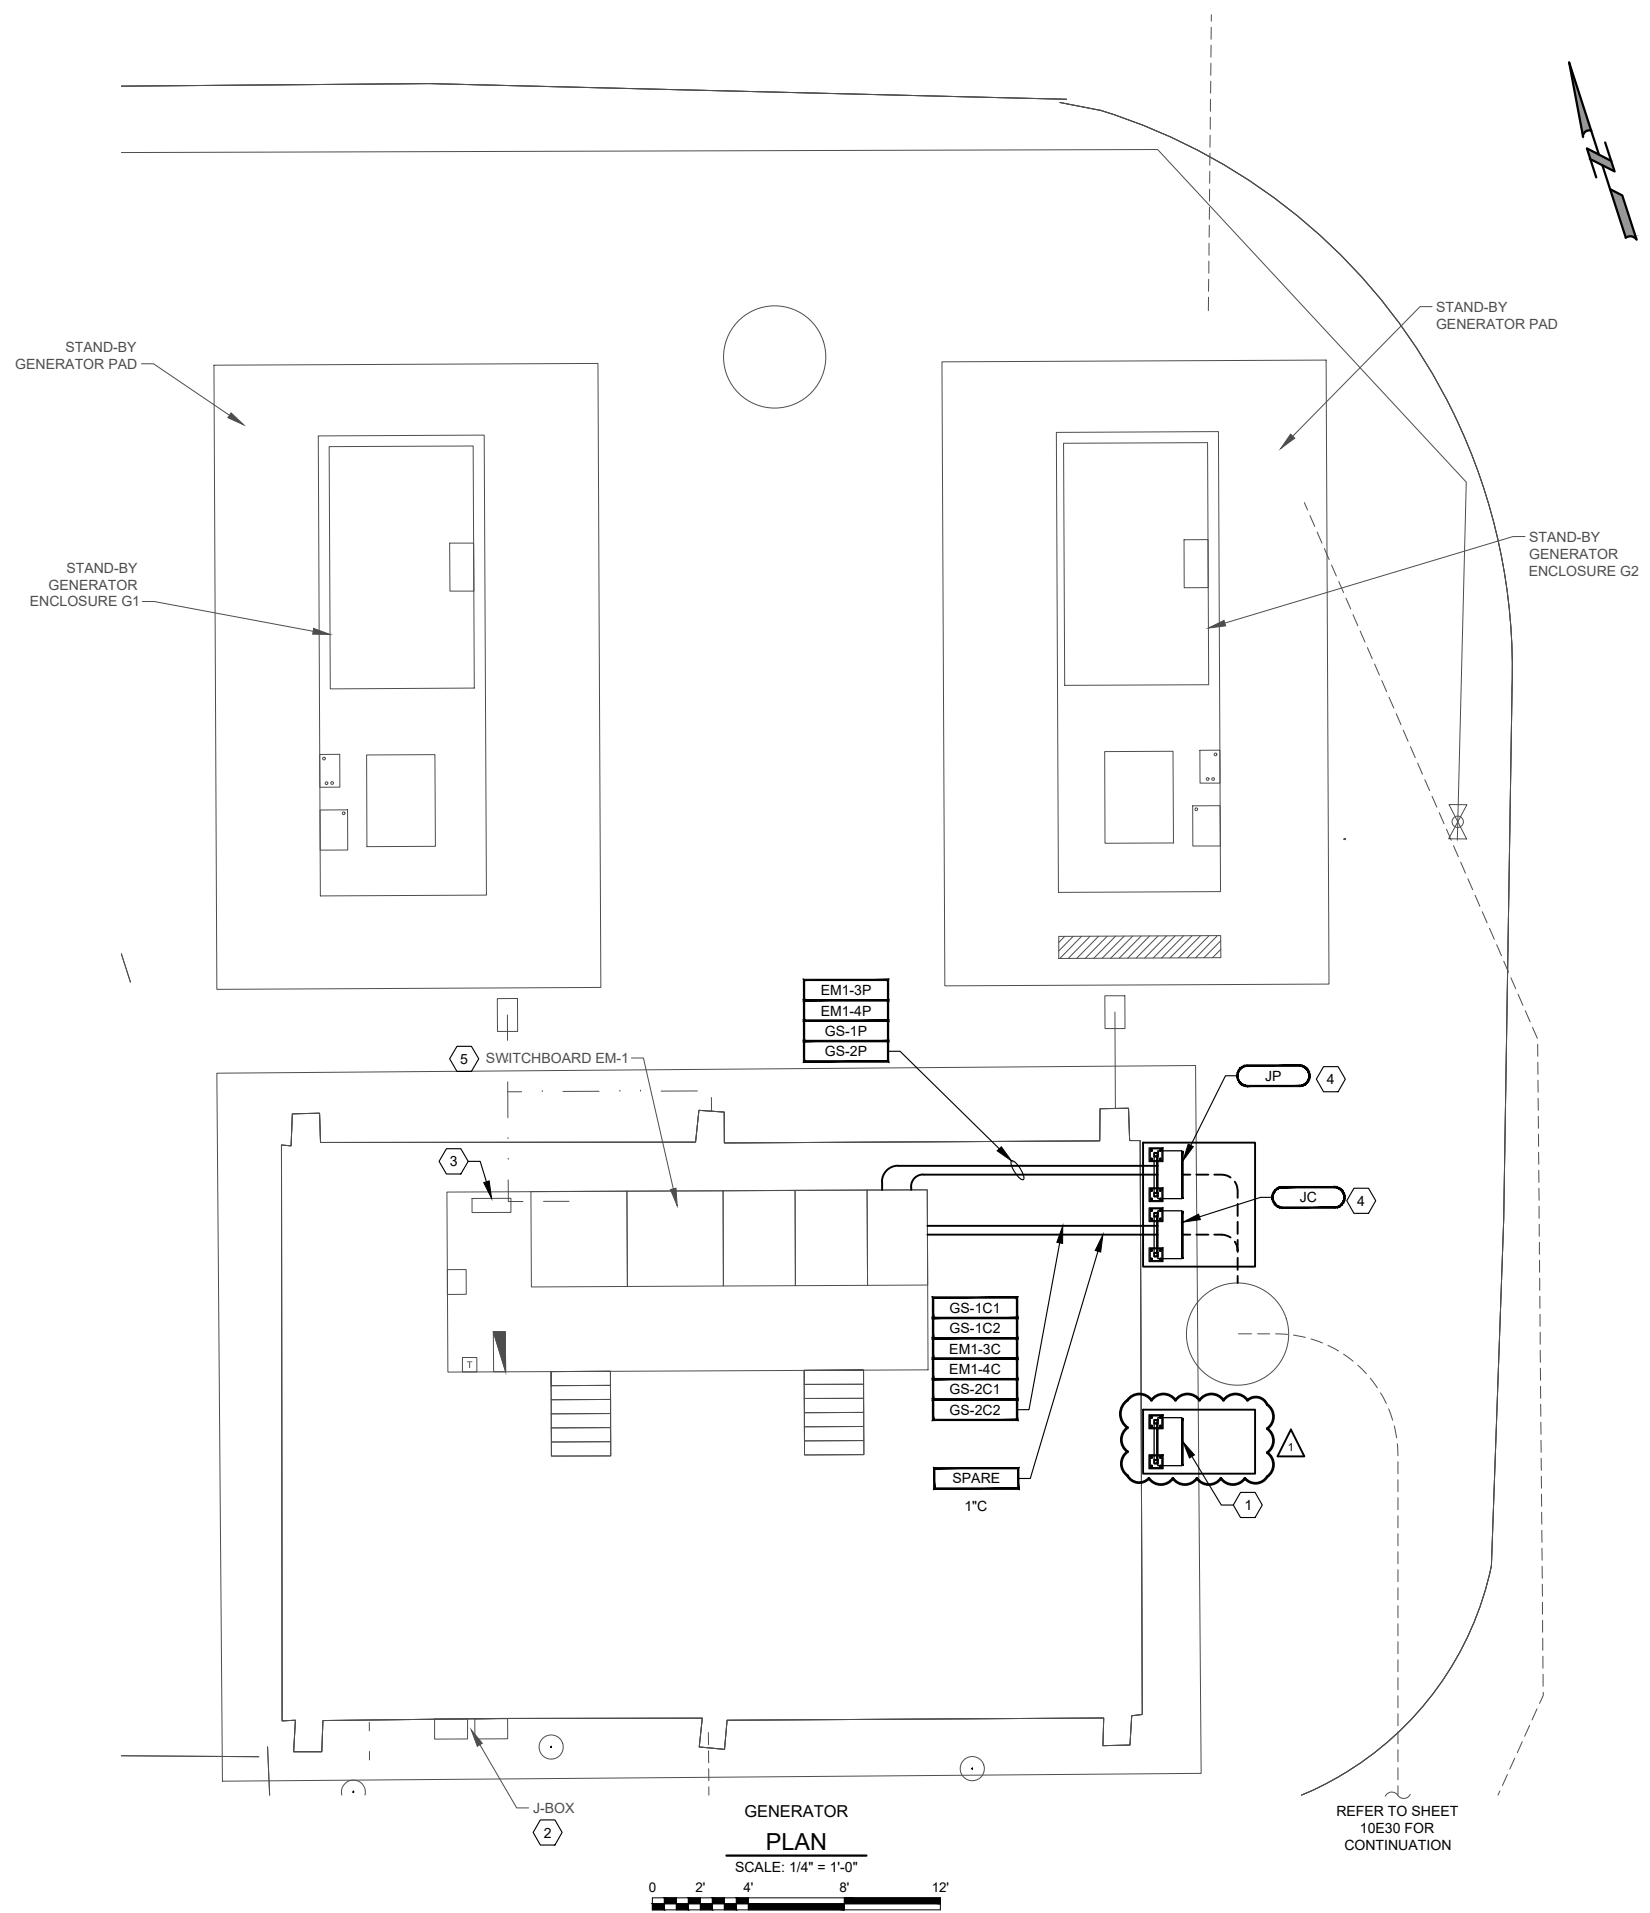 STAND-BY
GENERATOR PAD
STAND-BY
GENERATOR PAD
STAND-BY
GENERATOR
ENCLOSURE G1
STAND-BY
GENERATOR
ENCLOSURE G2
EM1-3P
EM1-4P
GS-1P
GS-2P
5 SWITCHBOARD EM-1
JP 4
3
JC 4
GS-1C1
GS-1C2
EM1-3C
EM1-4C
GS-2C1
GS-2C2
T
1
SPARE
1"C
1
J-BOX
2
GENERATOR
PLAN
SCALE: 1/4" = 1'-0"
0 2' 4' 8' 12'
REFER TO SHEET
10E30 FOR
CONTINUATION
N